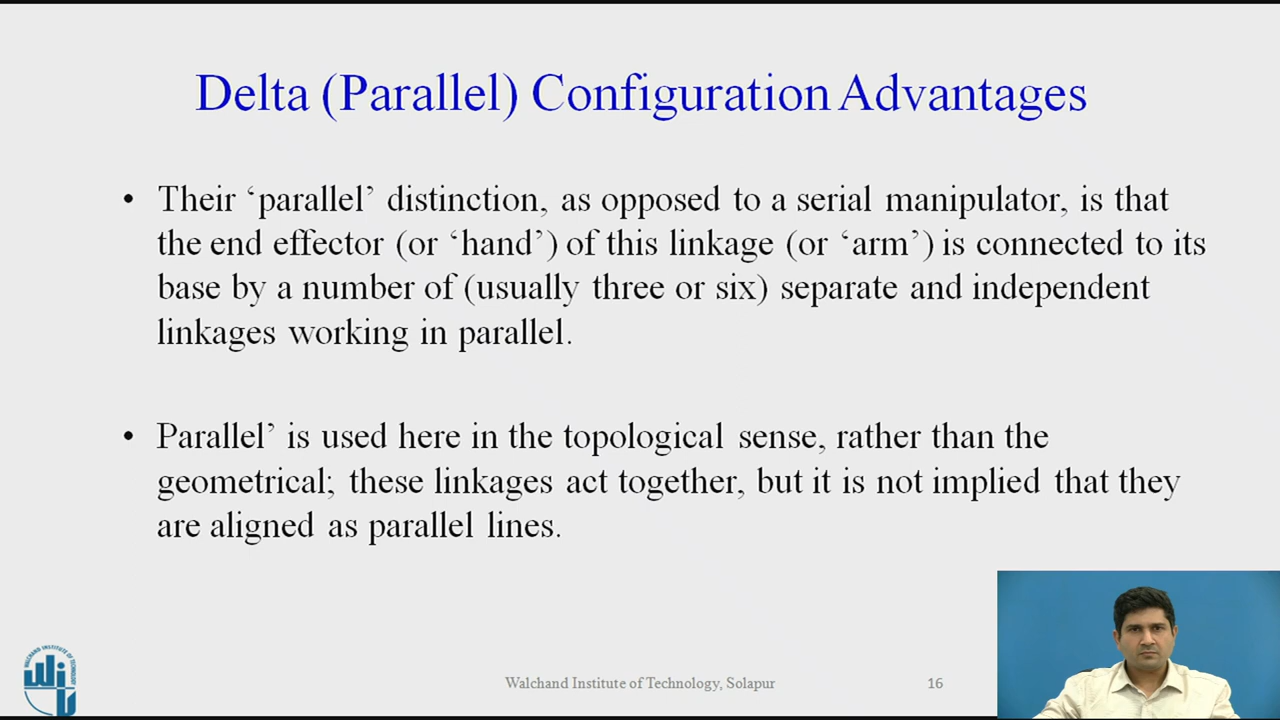 Delta (Parallel) Configuration Advantages
• Their ‘parallel’ distinction, as opposed to a serial manipulator, is that
the end effector (or ‘hand’) of this linkage (or ‘arm’) is connected to its
base by a number of (usually three or six) separate and independent
linkages working in parallel.
• Parallel’ is used here in the topological sense, rather than the
geometrical; these linkages act together, but it is not implied that they
are aligned as parallel lines.
WALCHAND INSTITUTE OF TECHNOLOGY
Walchand Institute of Technology, Solapur
16